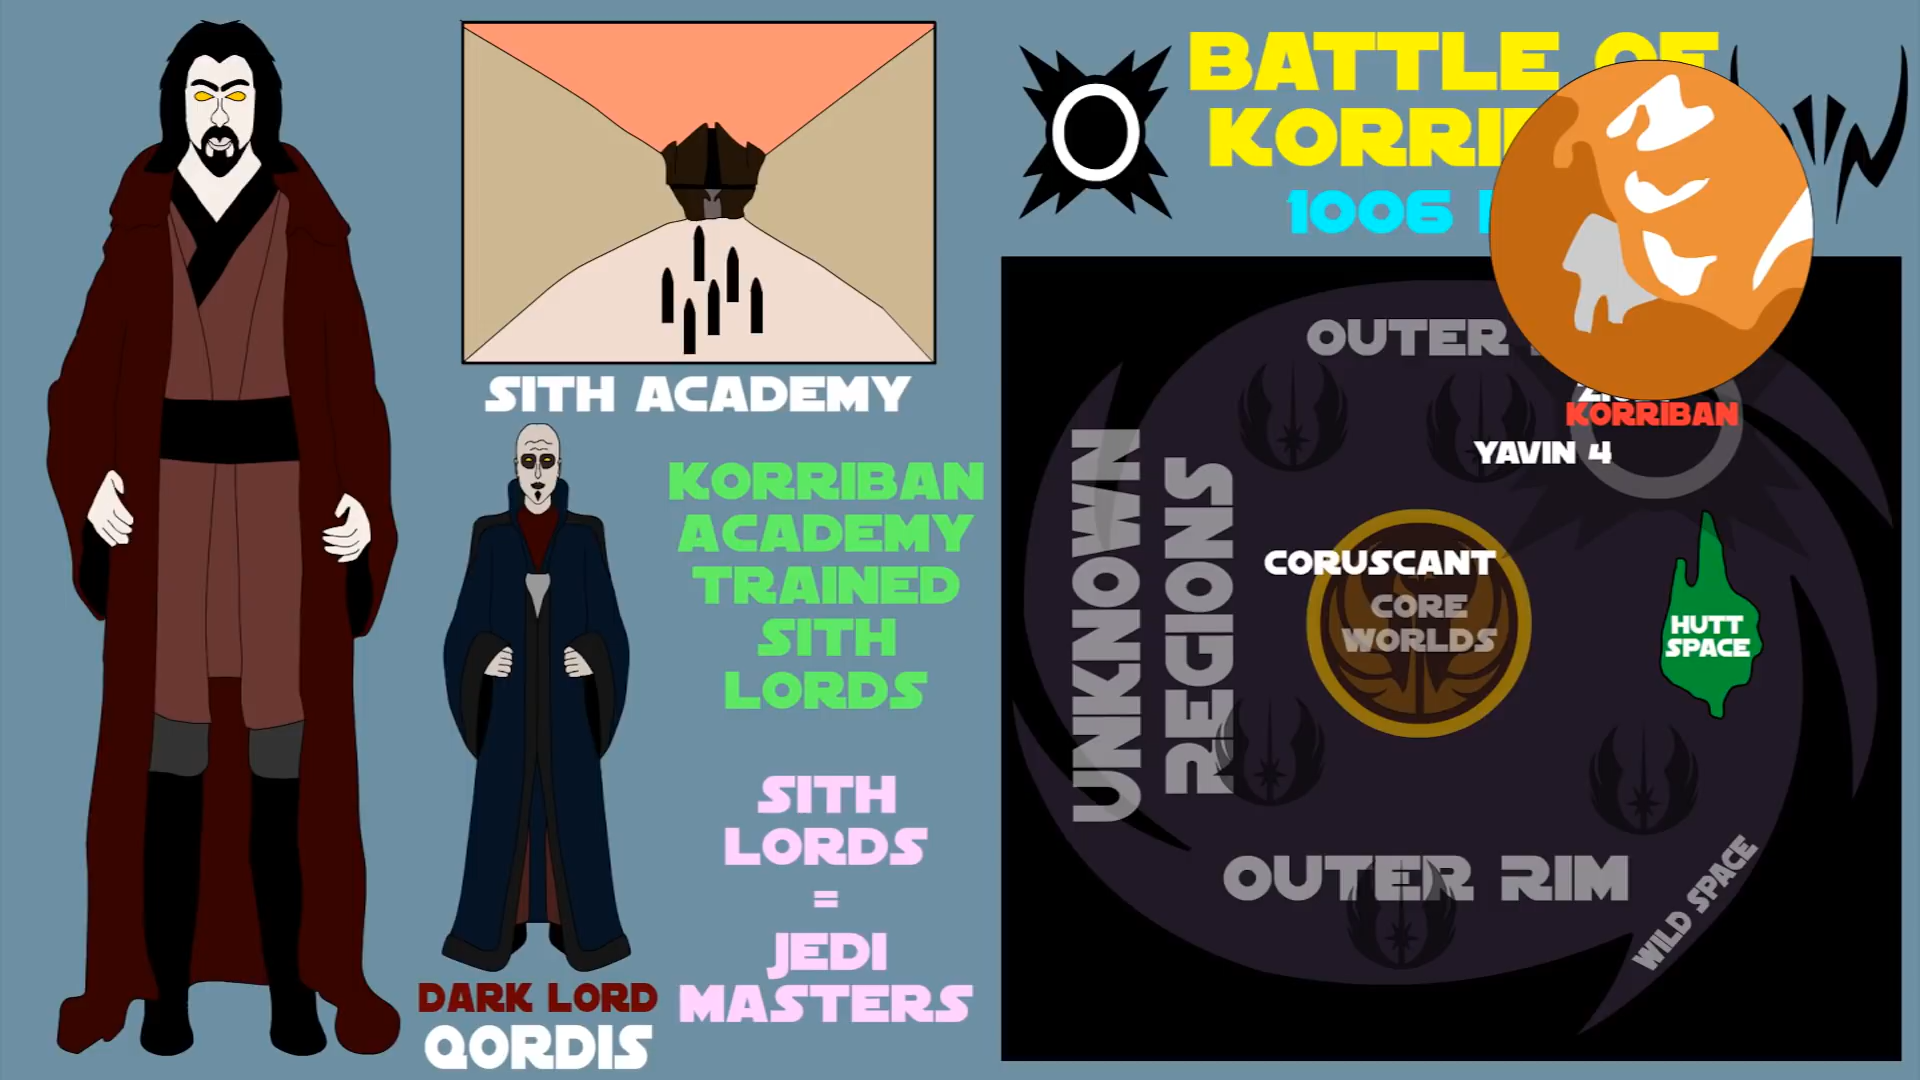 SITH ACADEMY
KORRIBAN
ACADEMY
TRAINED
SITH
LORDS
SITH
LORDS
=
JEDI
MASTERS
DARK LORD
QORDIS
BATTLE OF
KORRI
1006
OUTER
KORRIBAN
YAVIN 4
UNKNOWN
REGIONS
CORUSCANT
CORE
WORLDS
HUTT
SPACE
OUTER RIM
WILD SPACE